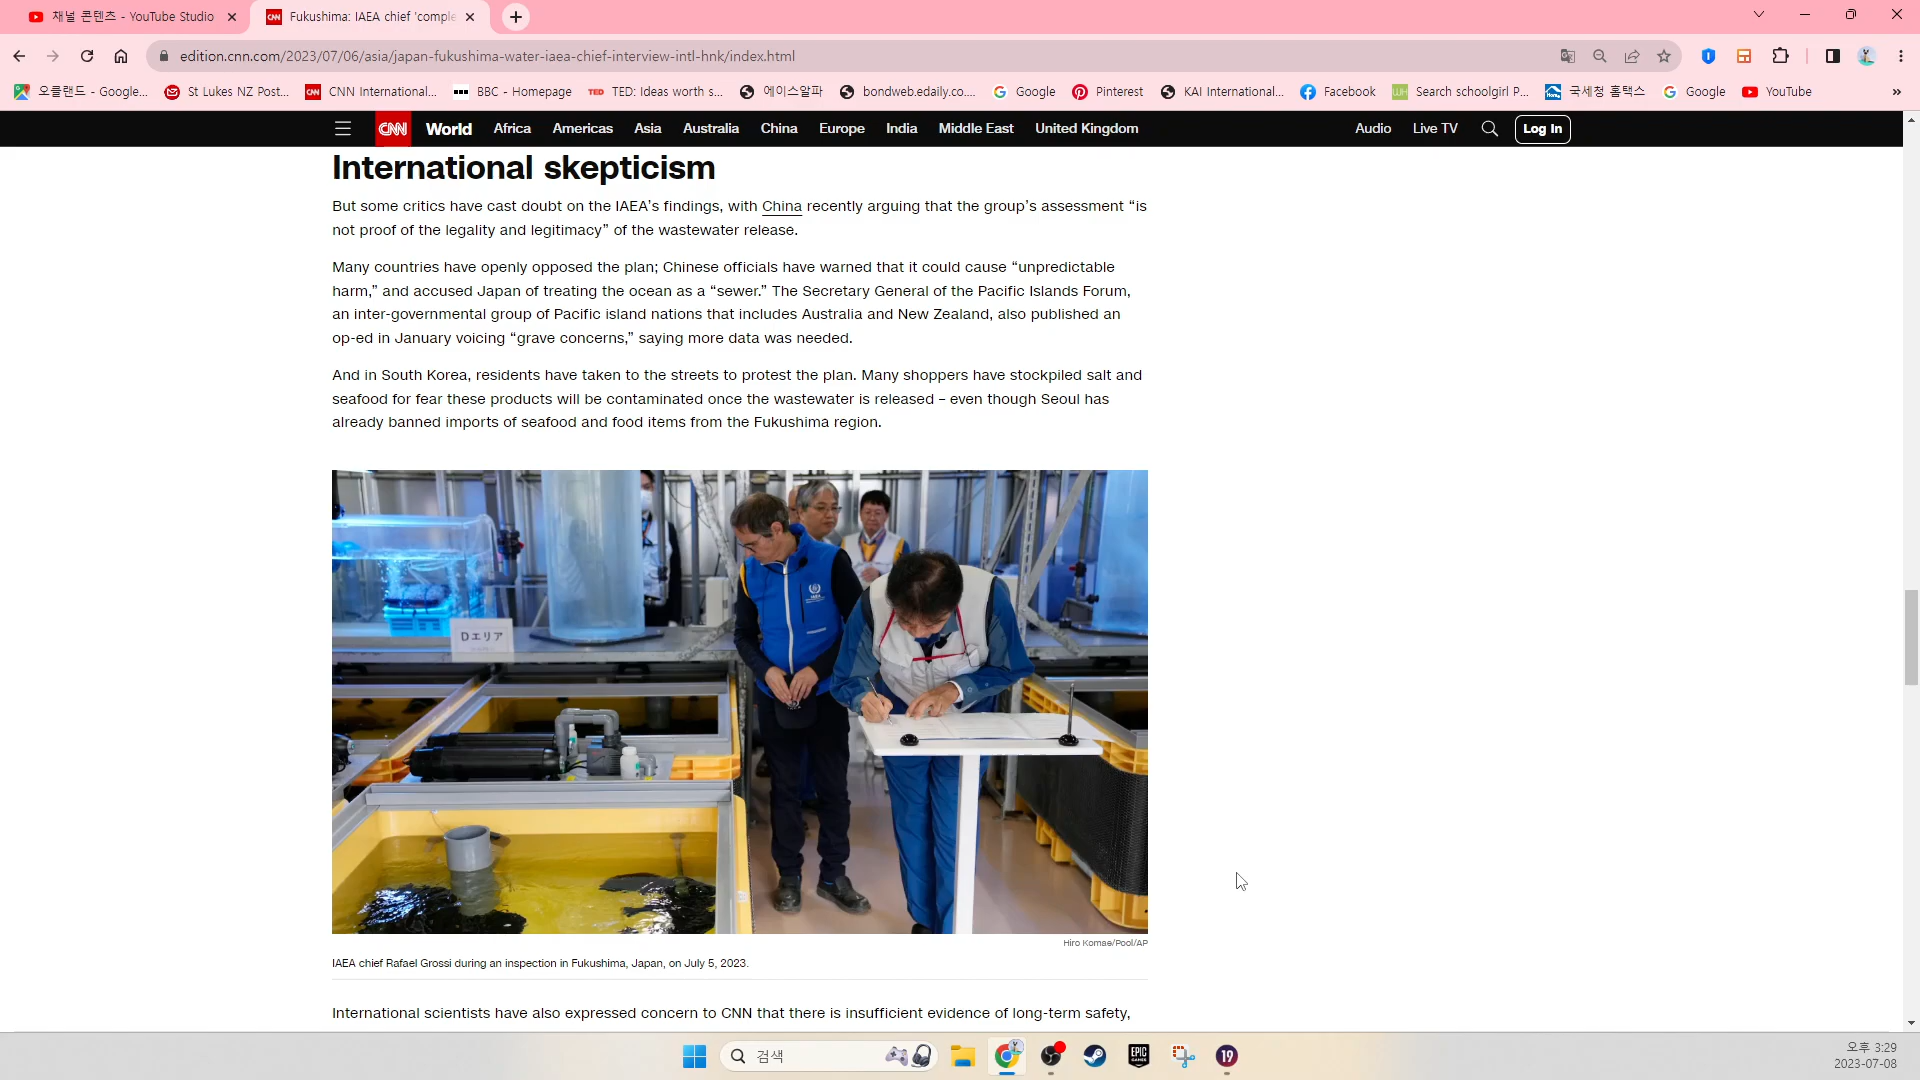 채널 콘텐츠 - YouTube Studio
Fukushima: IAEA chief 'comple
edition.cnn.com/2023/07/06/asia/japan-fukushima-water-iaea-chief-interview-intl-hnk/index.html
오클랜드 - Google... St Lukes NZ Post... CNN International... BBC - Homepage TED: Ideas worth s... 에이스알파 bondweb.edaily.co.... Google Pinterest KAI International... Facebook Search schoolgirl P... 국세청 홈택스 Google YouTube »
CNN World Africa Americas Asia Australia China Europe India Middle East United Kingdom Audio Live TV Log In
International skepticism
But some critics have cast doubt on the IAEA’s findings, with China recently arguing that the group’s assessment “is
not proof of the legality and legitimacy” of the wastewater release.
Many countries have openly opposed the plan; Chinese officials have warned that it could cause “unpredictable
harm,” and accused Japan of treating the ocean as a “sewer.” The Secretary General of the Pacific Islands Forum,
an inter-governmental group of Pacific island nations that includes Australia and New Zealand, also published an
op-ed in January voicing “grave concerns,” saying more data was needed.
And in South Korea, residents have taken to the streets to protest the plan. Many shoppers have stockpiled salt and
seafood for fear these products will be contaminated once the wastewater is released – even though Seoul has
already banned imports of seafood and food items from the Fukushima region.
IAEA
Dエリア
Hiro Komae/Pool/AP
IAEA chief Rafael Grossi during an inspection in Fukushima, Japan, on July 5, 2023.
International scientists have also expressed concern to CNN that there is insufficient evidence of long-term safety,
검색
EPIC GAMES
19
오후 3:29
2023-07-08